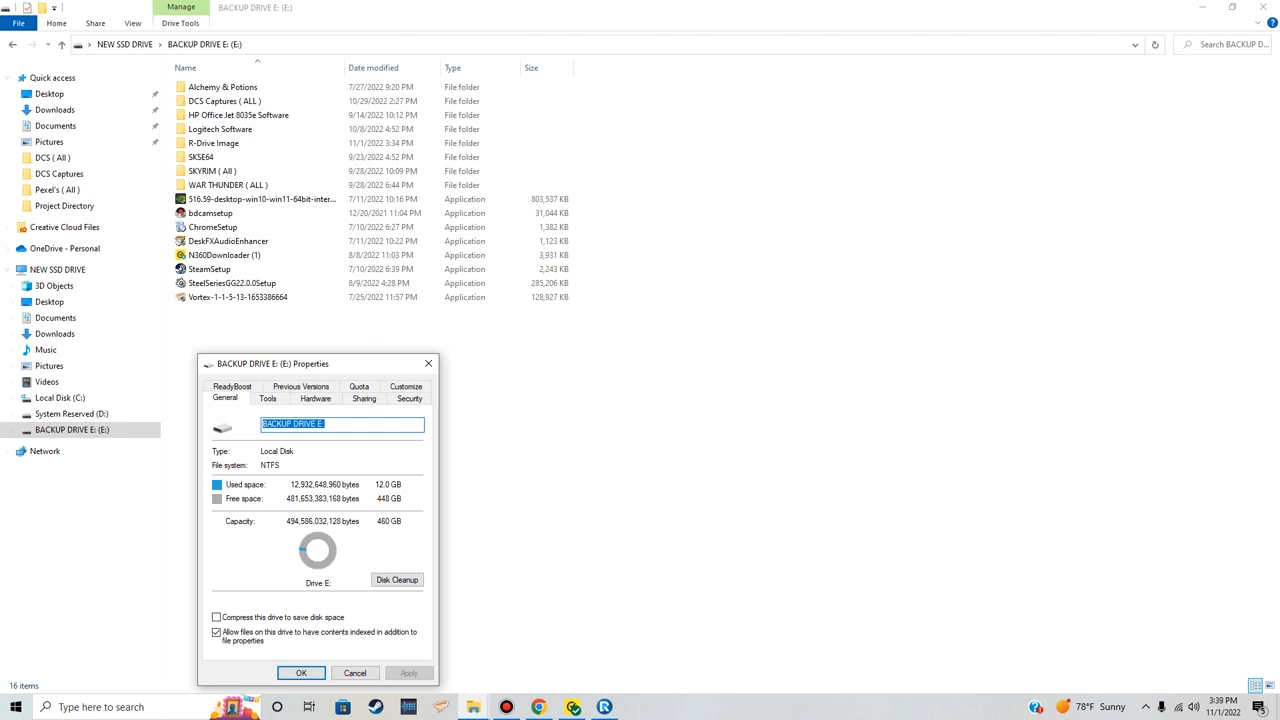 Manage
BACKUP DRIVE E: (E:)
File
Home
Share
View
Drive Tools
NEW SSD DRIVE
BACKUP DRIVE E: (E:)
Search BACKUP D...
Name
Date modified
Type
Size
Quick access
Desktop
Downloads
Documents
Pictures
DCS ( All )
DCS Captures
Pexel's ( All )
Project Directory
Creative Cloud Files
OneDrive - Personal
NEW SSD DRIVE
3D Objects
Desktop
Documents
Downloads
Music
Pictures
Videos
Local Disk (C:)
System Reserved (D:)
BACKUP DRIVE E: (E:)
Network
Alchemy & Potions 7/27/2022 9:20 PM File folder
DCS Captures ( ALL ) 10/29/2022 2:27 PM File folder
HP Office Jet 8035e Software 9/14/2022 10:12 PM File folder
Logitech Software 10/8/2022 4:52 PM File folder
R-Drive Image 11/1/2022 3:34 PM File folder
SKSE64 9/23/2022 4:52 PM File folder
SKYRIM ( All ) 9/28/2022 10:09 PM File folder
WAR THUNDER ( ALL ) 9/28/2022 6:44 PM File folder
516.59-desktop-win10-win11-64bit-inter... 7/11/2022 10:16 PM Application 803,537 KB
bdcamsetup 12/20/2021 11:04 PM Application 31,044 KB
ChromeSetup 7/10/2022 6:27 PM Application 1,382 KB
DeskFXAudioEnhancer 7/11/2022 10:22 PM Application 1,123 KB
N360Downloader (1) 8/8/2022 11:03 PM Application 3,931 KB
SteamSetup 7/10/2022 6:39 PM Application 2,243 KB
SteelSeriesGG22.0.0Setup 8/9/2022 4:28 PM Application 285,206 KB
Vortex-1-1-5-13-1653386664 7/25/2022 11:57 PM Application 128,927 KB
BACKUP DRIVE E: (E:) Properties
ReadyBoost
Previous Versions
Quota
Customize
General
Tools
Hardware
Sharing
Security
BACKUP DRIVE E:
Type: Local Disk
File system: NTFS
Used space: 12,932,648,960 bytes 12.0 GB
Free space: 481,653,383,168 bytes 448 GB
Capacity: 494,586,032,128 bytes 460 GB
Drive E:
Disk Cleanup
Compress this drive to save disk space
Allow files on this drive to have contents indexed in addition to
file properties
OK
Cancel
Apply
16 items
Type here to search
78°F Sunny
3:39 PM
11/1/2022